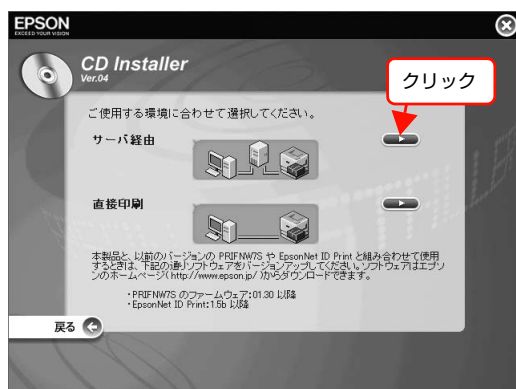 EPSON
EXCEED YOUR VISION
CD Installer
Ver.04
クリック
ご使用する環境に合わせて選択してください。
サーバ経由
直接印刷
本製品と、以前のバージョンの PRIFNW7S や EpsonNet ID Print と組み合わせて使用
するときは、下記の通りソフトウェアをバージョンアップしてください。ソフトウェアはエプソ
ンのホームページ( http://www.epson.jp/ )からダウンロードできます。
・PRIFNW7S のファームウェア:01.30 以降
・EpsonNet ID Print:1.5b 以降
戻る